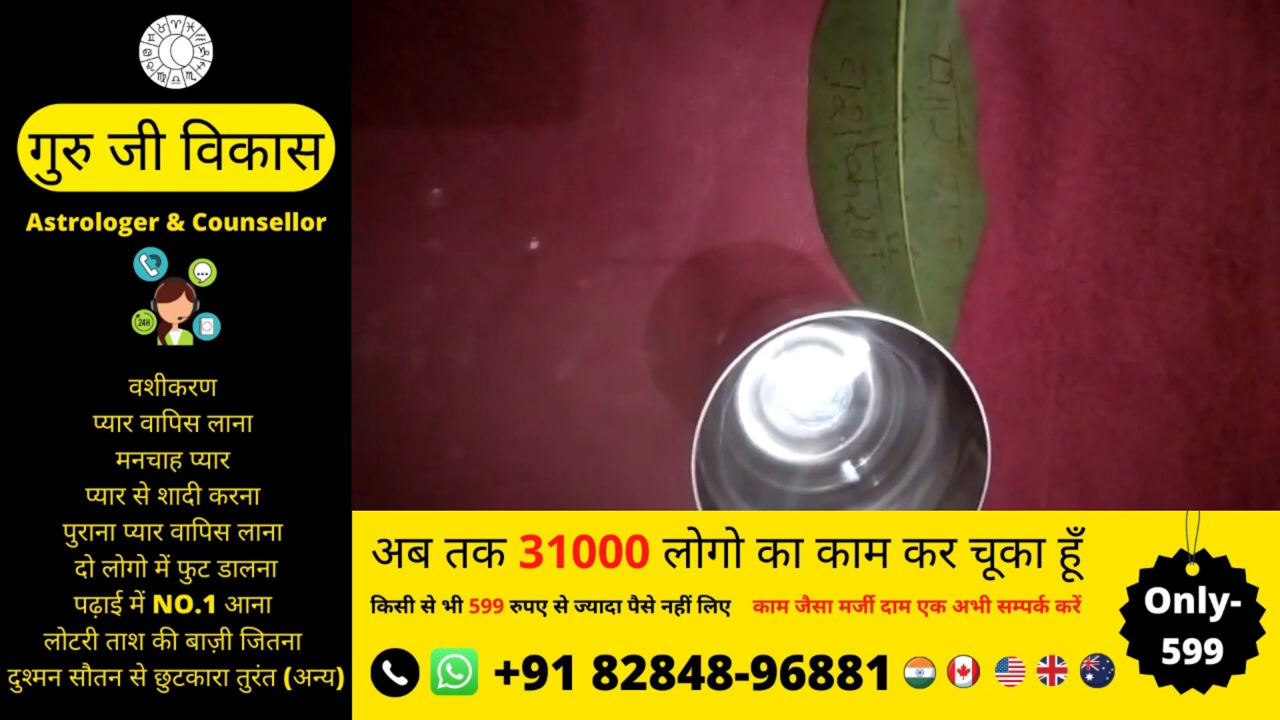 गुरु जी विकास
Astrologer & Counsellor
24H
वशीकरण
प्यार वापिस लाना
मनचाह प्यार
प्यार से शादी करना
पुराना प्यार वापिस लाना
दो लोगो में फुट डालना
पढ़ाई में NO.1 आना
लोटरी ताश की बाज़ी जितना
दुश्मन सौतन से छुटकारा तुरंत (अन्य)
अब तक 31000 लोगो का काम कर चूका हूँ
किसी से भी 599 रुपए से ज्यादा पैसे नहीं लिए काम जैसा मर्जी दाम एक अभी सम्पर्क करें
+91 82848-96881
Only-
599